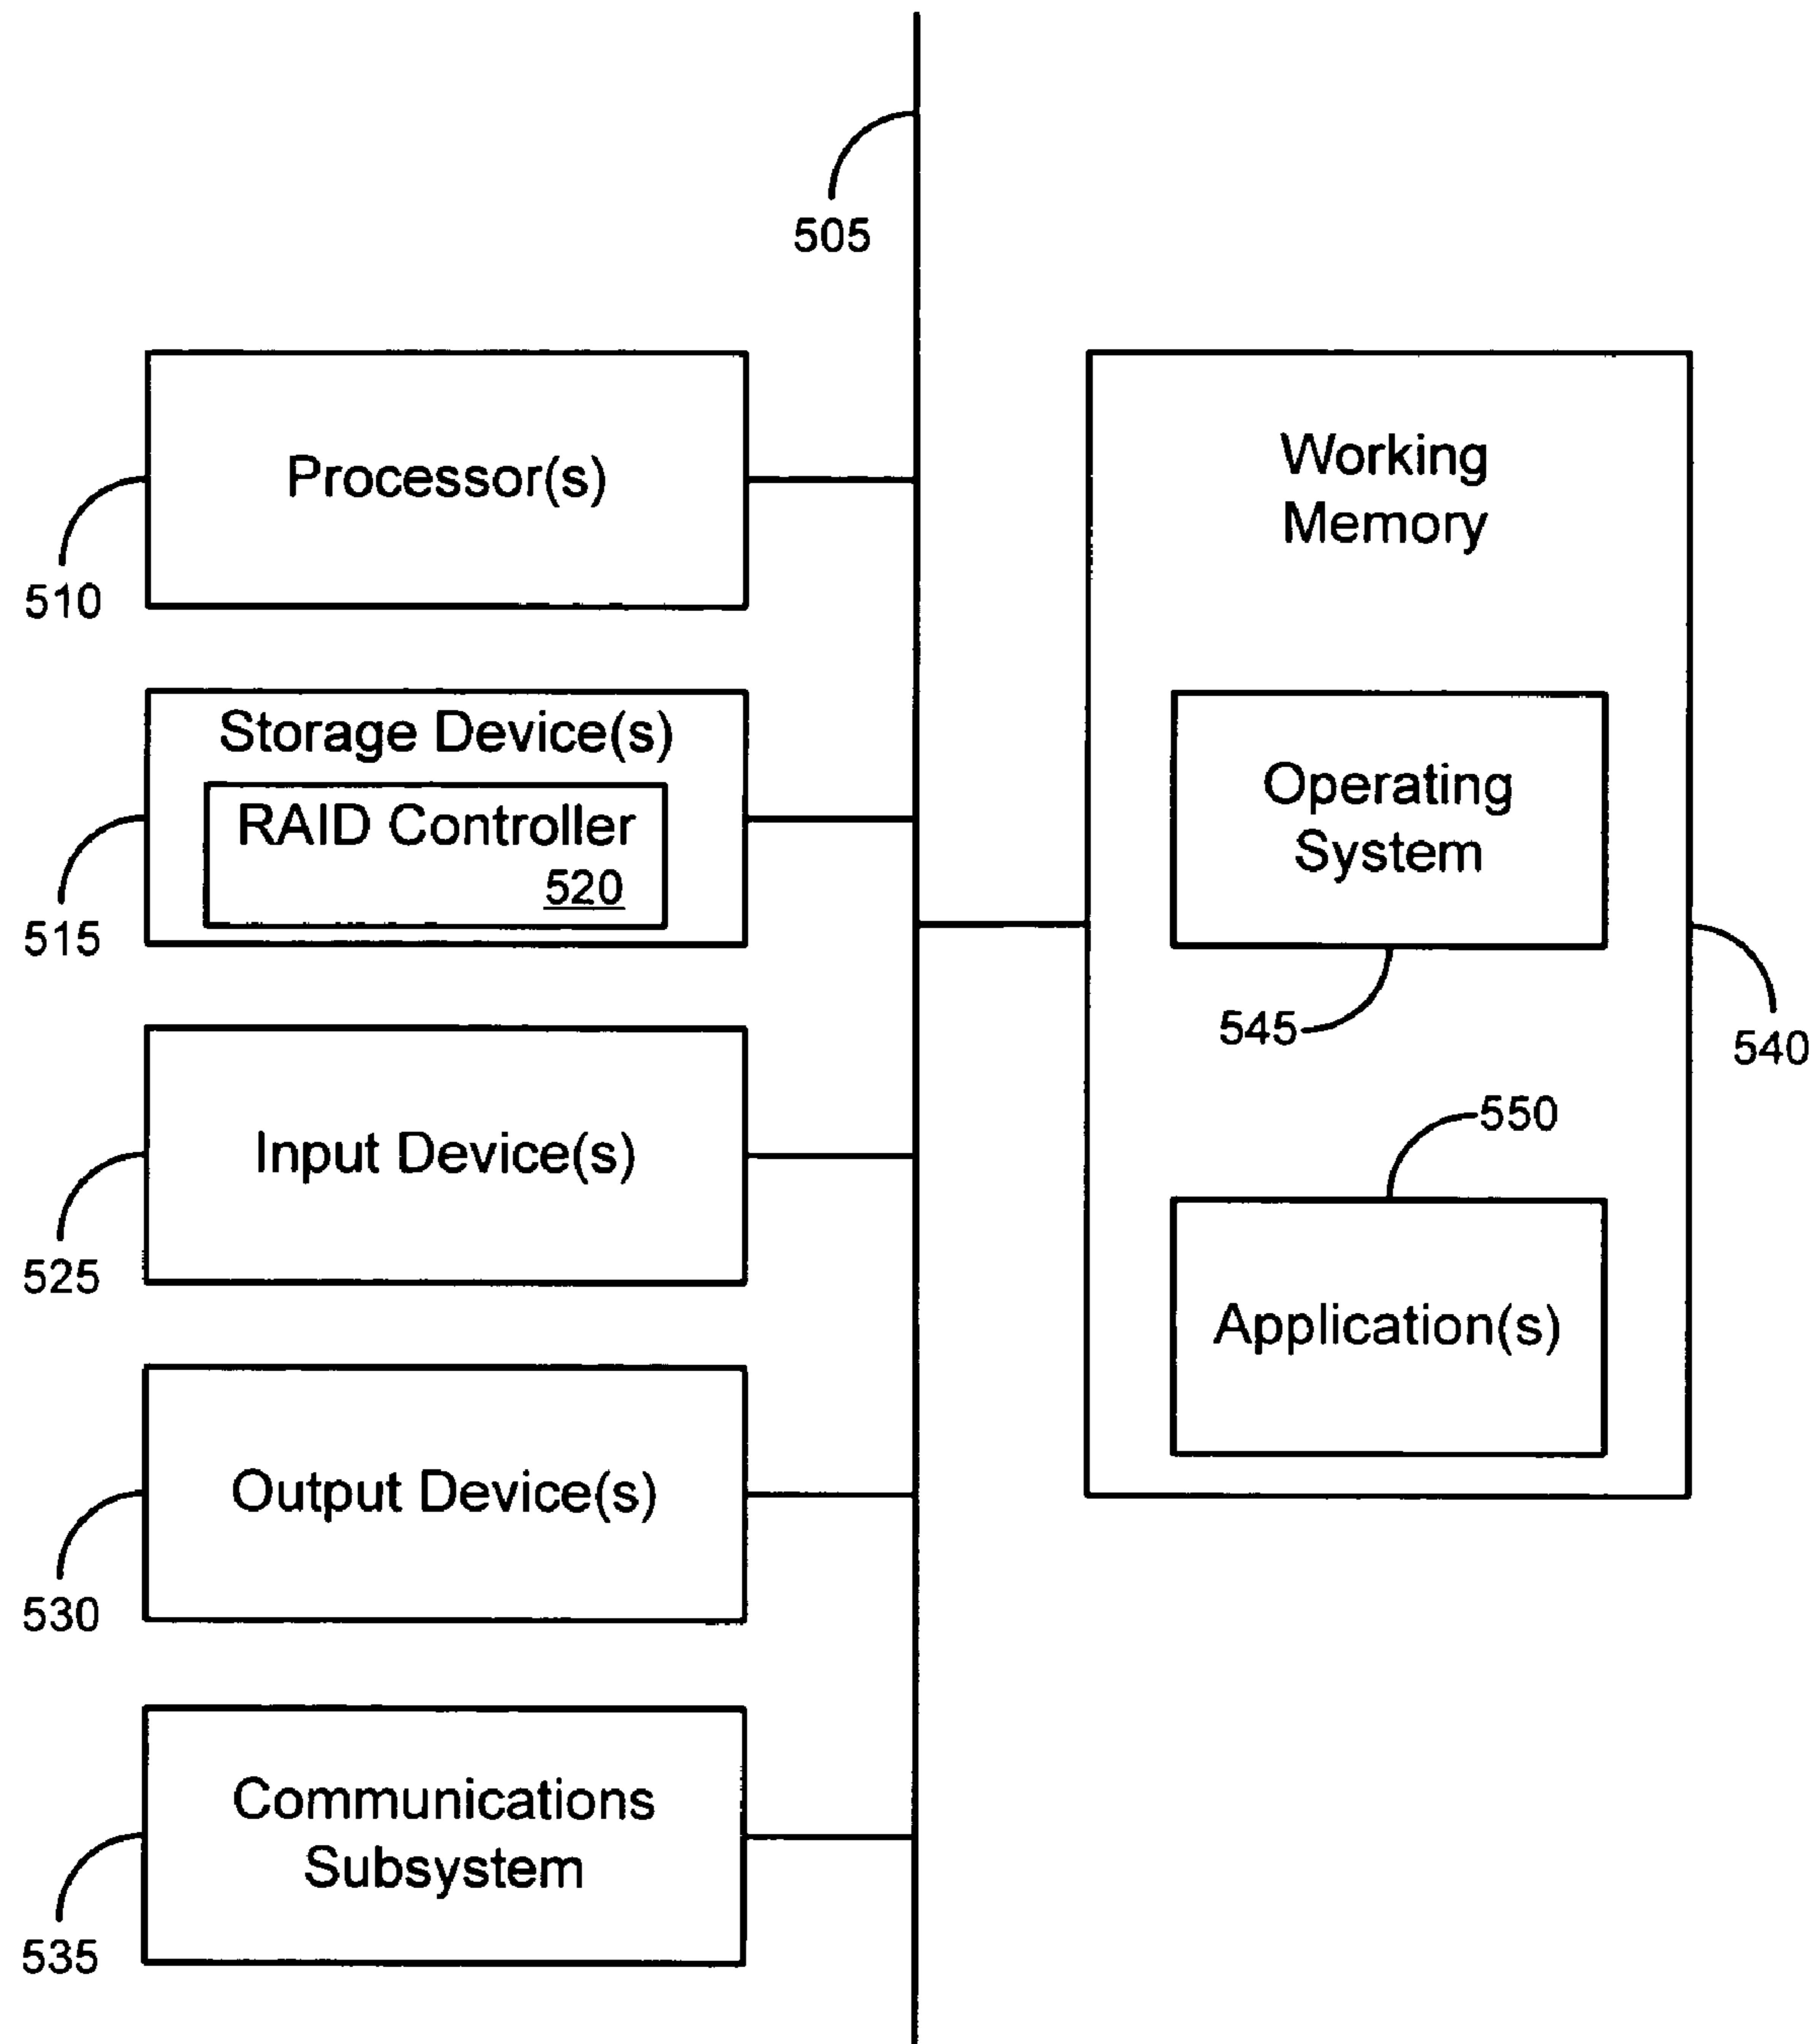 505
Processor(s)
510
Storage Device(s)
RAID Controller
520
515
Input Device(s)
525
Output Device(s)
530
Communications
Subsystem
535
Working
Memory
Operating
System
545
540
550
Application(s)